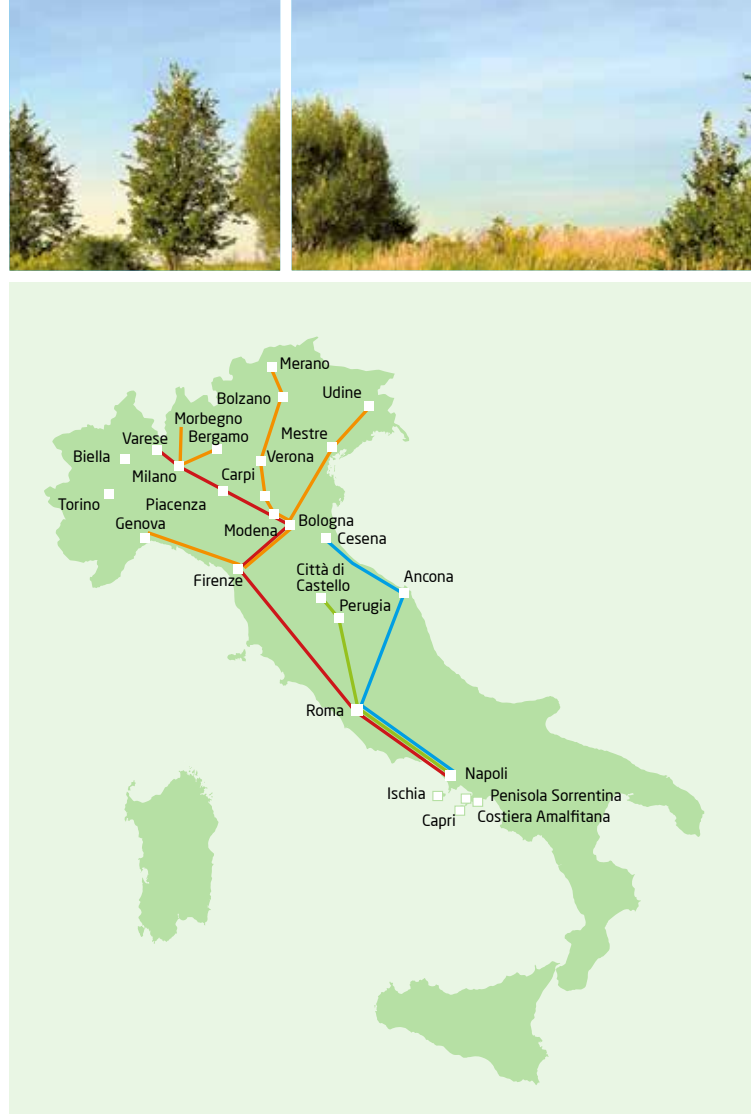 Merano
Bolzano
Udine
Morbegno
Varese
Bergamo
Mestre
Biella
Verona
Milano
Carpi
Torino
Piacenza
Genova
Modena
Bologna
Cesena
Firenze
Città di
Castello
Ancona
Perugia
Roma
Napoli
Ischia
Penisola Sorrentina
Capri
Costiera Amalfitana